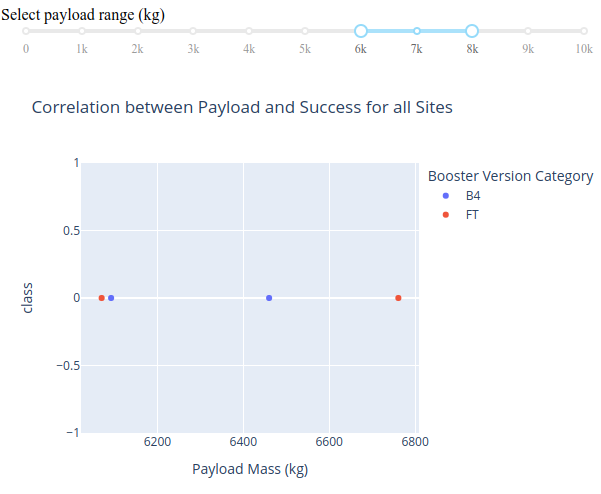 Select payload range (kg)
0 1k 2k 3k 4k 5k 6k 7k 8k 9k 10k
Correlation between Payload and Success for all Sites
Booster Version Category
B4
FT
1
0.5
0
−0.5
−1
class
6200 6400 6600 6800
Payload Mass (kg)